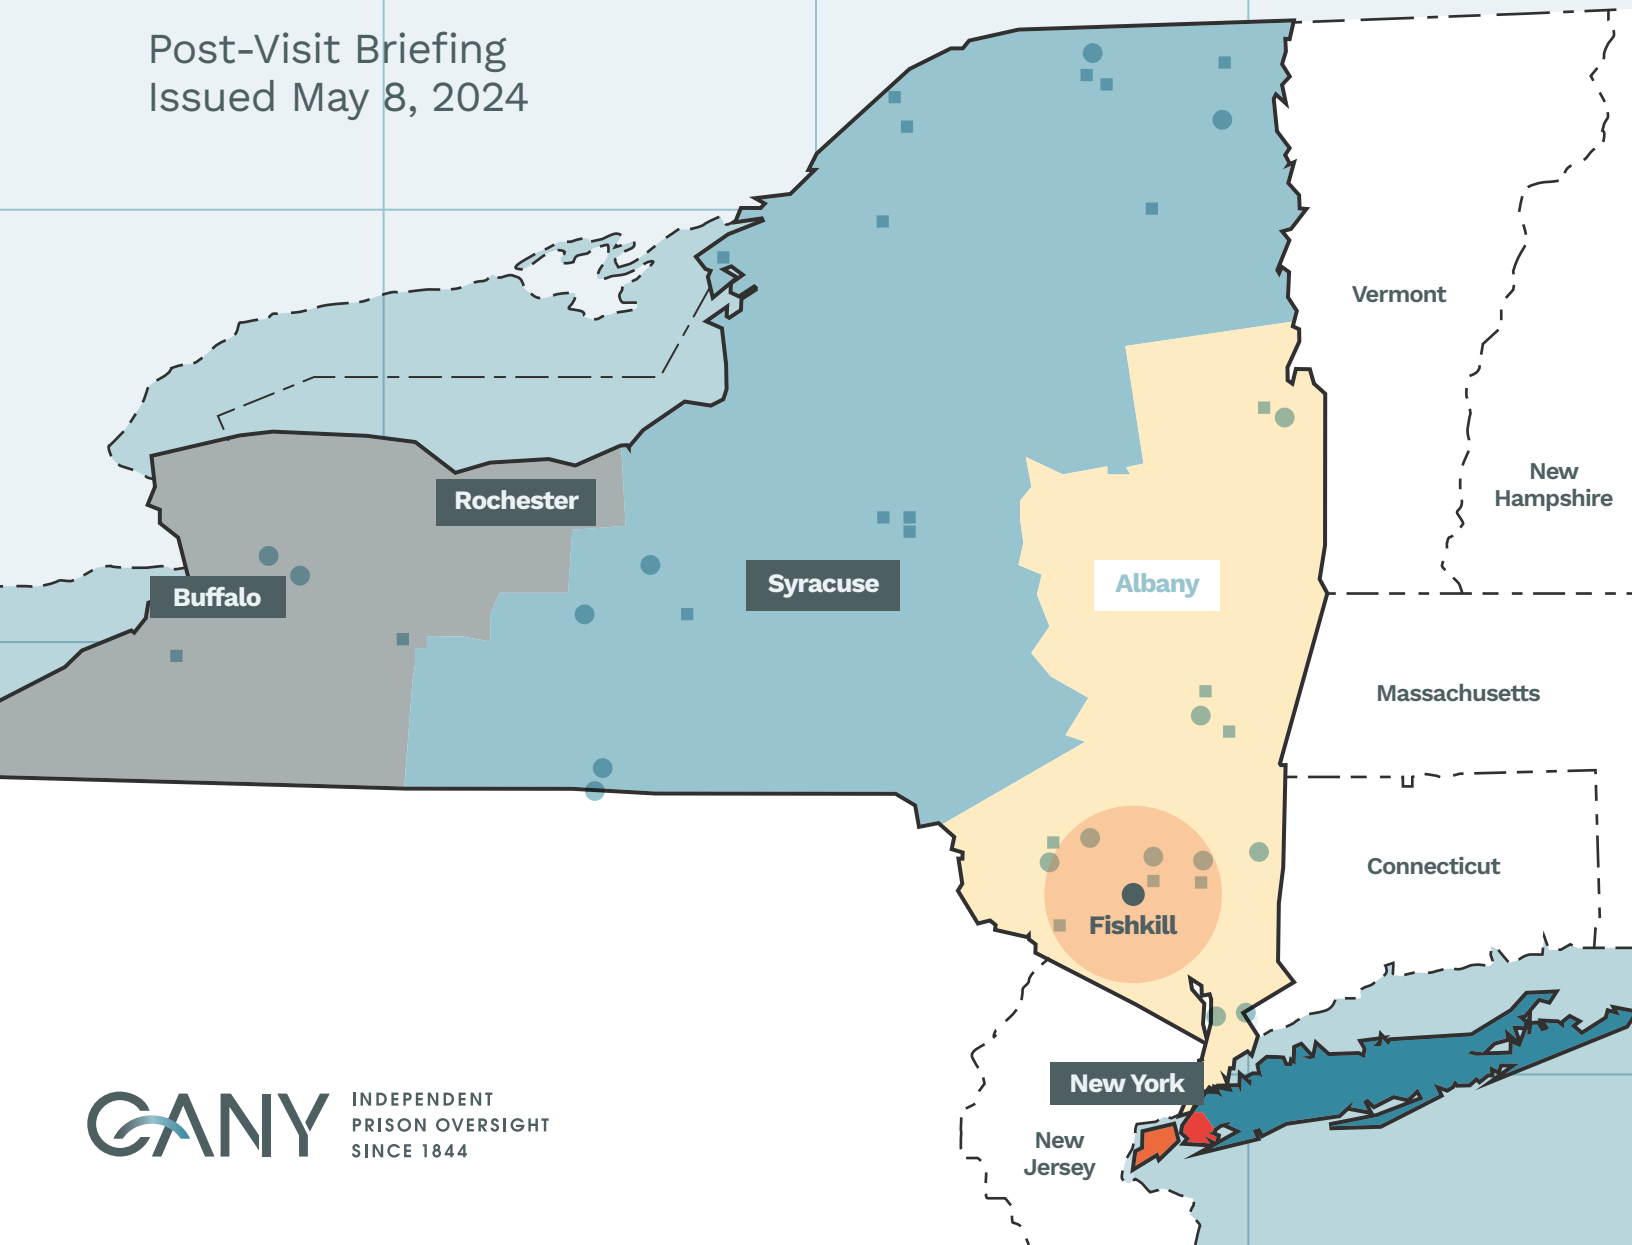 Post-Visit Briefing
Issued May 8, 2024
Vermont
New
Hampshire
Rochester
Syracuse
Albany
Buffalo
Massachusetts
Connecticut
Fishkill
New York
New
Jersey
CANY
INDEPENDENT
PRISON OVERSIGHT
SINCE 1844